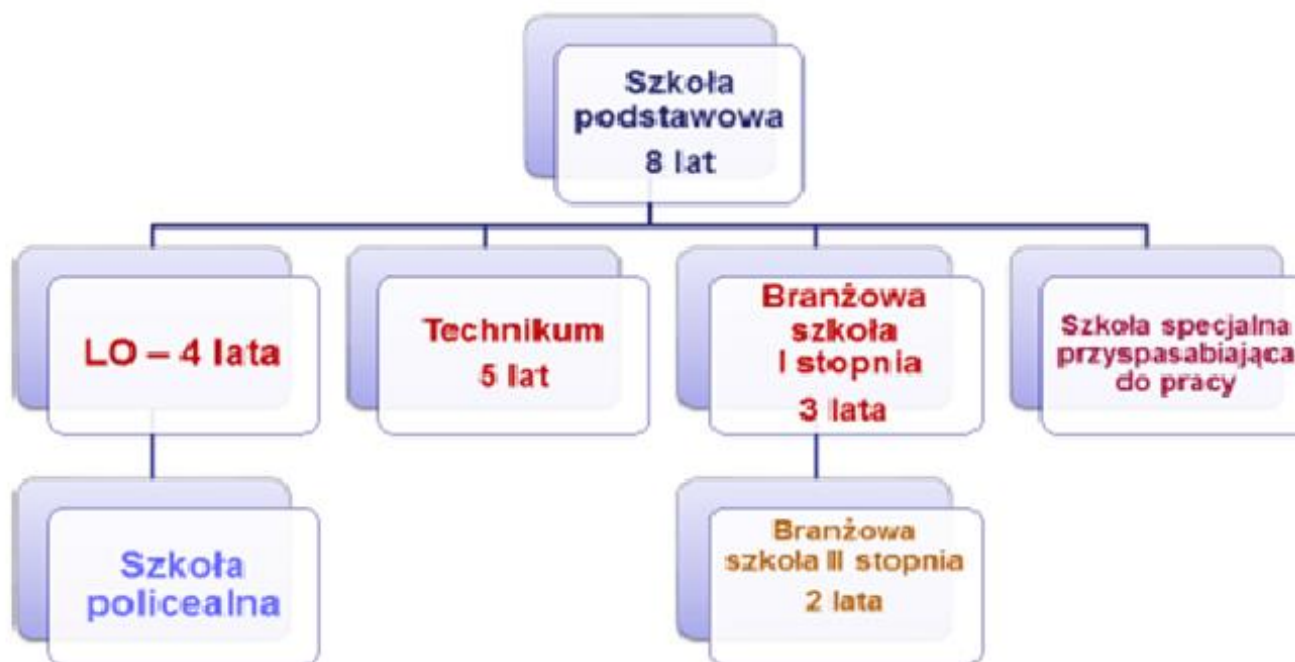 Szkoła
podstawowa
8 lat
LO – 4 lata
Technikum
5 lat
Branżowa
szkoła
I stopnia
3 lata
Szkoła specjalna
przyspasabiająca
do pracy
Szkoła
policealna
Branżowa
szkoła II stopnia
2 lata